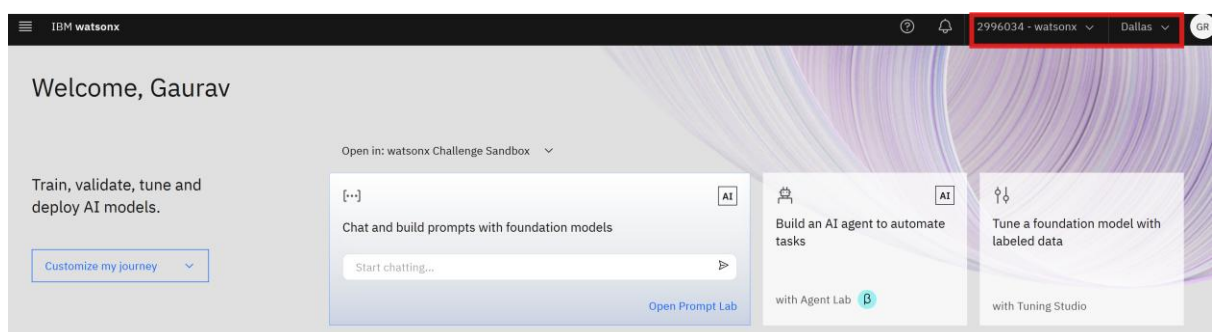 IBM watsonx
2996034 - watsonx
Dallas
GR
Welcome, Gaurav
Open in: watsonx Challenge Sandbox
Train, validate, tune and
deploy AI models.
Customize my journey
[...]
AI
Chat and build prompts with foundation models
Start chatting...
Open Prompt Lab
AI
Build an AI agent to automate
tasks
with Agent Lab β
Tune a foundation model with
labeled data
with Tuning Studio